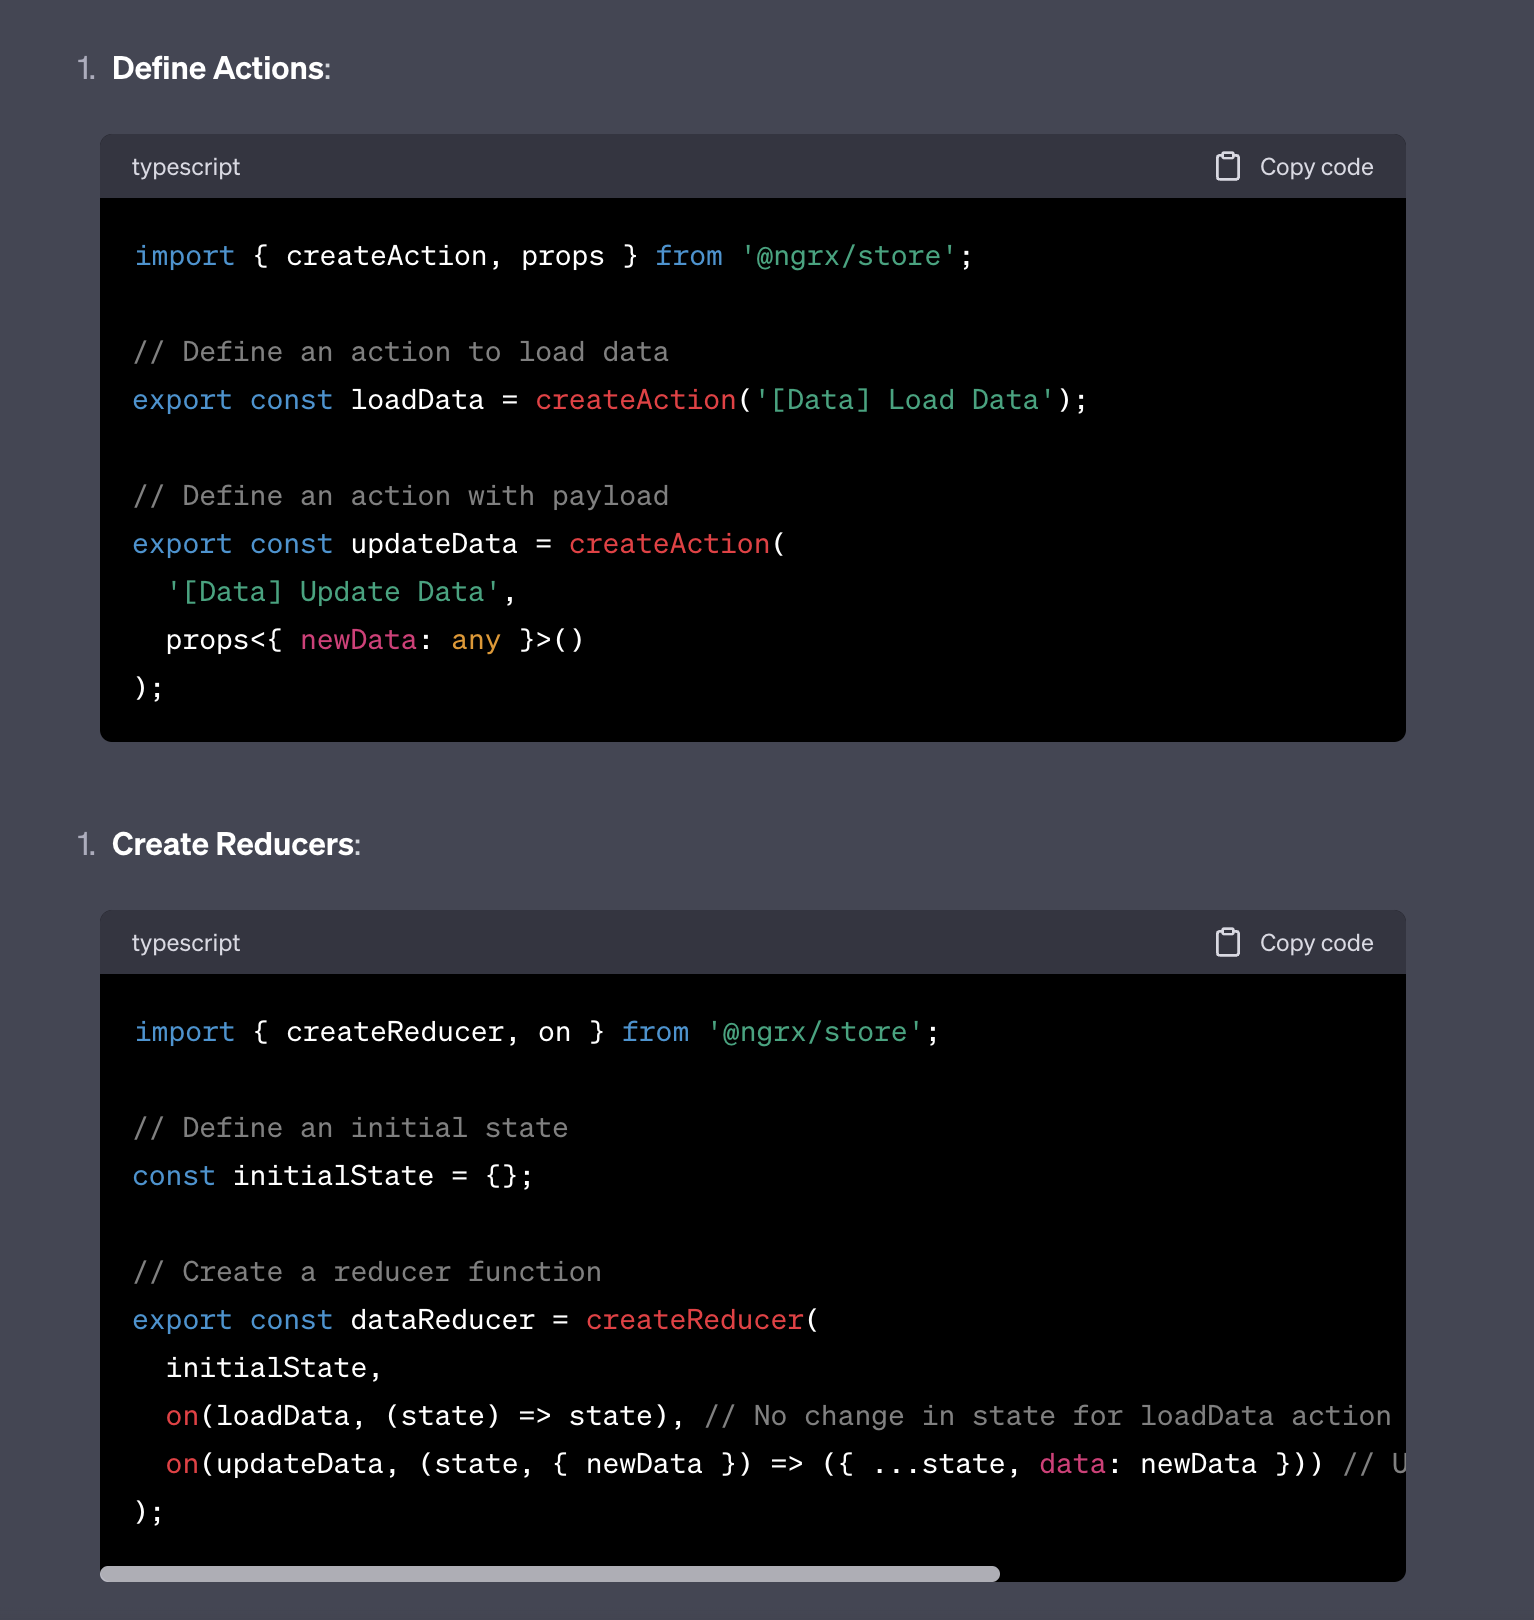 1. Define Actions:
typescript
Copy code
import { createAction, props } from '@ngrx/store';
// Define an action to load data
export const loadData = createAction('[Data] Load Data');
// Define an action with payload
export const updateData = createAction(
  '[Data] Update Data',
  props<{ newData: any }>()
);
1. Create Reducers:
typescript
Copy code
import { createReducer, on } from '@ngrx/store';
// Define an initial state
const initialState = {};
// Create a reducer function
export const dataReducer = createReducer(
  initialState,
  on(loadData, (state) => state), // No change in state for loadData action
  on(updateData, (state, { newData }) => ({ ...state, data: newData })) //
);